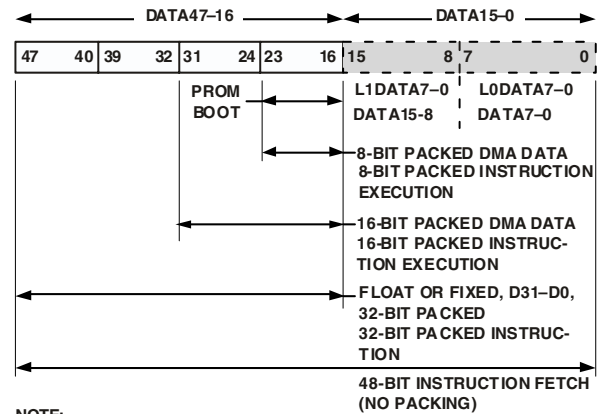 DATA47–16 DATA15–0
47 40 39 32 31 24 23 16 15 8 7 0
PROM BOOT
L1DATA7–0 L0DATA7–0
DATA15-8 DATA7–0
8-BIT PACKED DMA DATA
8-BIT PACKED INSTRUCTION
EXECUTION
16-BIT PACKED DMA DATA
16-BIT PACKED INSTRUC-
TION EXECUTION
FLOAT OR FIXED, D31–D0,
32-BIT PACKED
32-BIT PACKED INSTRUC-
TION
48-BIT INSTRUCTION FETCH
(NO PACKING)
NOTE: